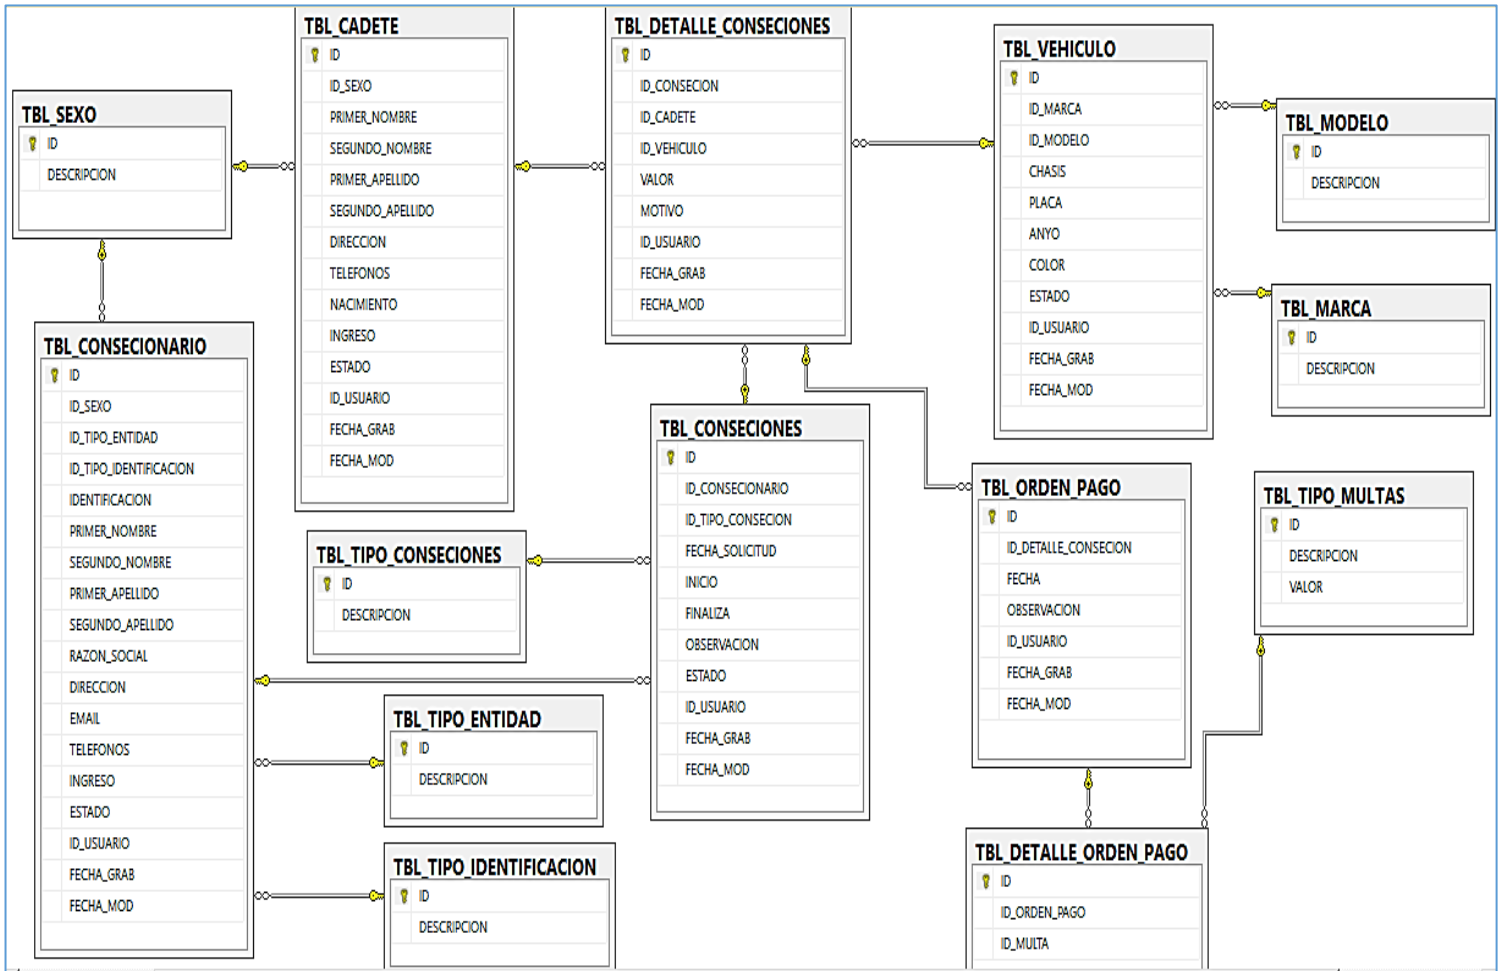 TBL_SEXO
ID
DESCRIPCION
TBL_CONSECIONARIO
ID
ID_SEXO
ID_TIPO_ENTIDAD
ID_TIPO_IDENTIFICACION
IDENTIFICACION
PRIMER_NOMBRE
SEGUNDO_NOMBRE
PRIMER_APELLIDO
SEGUNDO_APELLIDO
RAZON_SOCIAL
DIRECCION
EMAIL
TELEFONOS
INGRESO
ESTADO
ID_USUARIO
FECHA_GRAB
FECHA_MOD
TBL_CADETE
ID
ID_SEXO
PRIMER_NOMBRE
SEGUNDO_NOMBRE
PRIMER_APELLIDO
SEGUNDO_APELLIDO
DIRECCION
TELEFONOS
NACIMIENTO
INGRESO
ESTADO
ID_USUARIO
FECHA_GRAB
FECHA_MOD
TBL_TIPO_CONSECIONES
ID
DESCRIPCION
TBL_TIPO_ENTIDAD
ID
DESCRIPCION
TBL_TIPO_IDENTIFICACION
ID
DESCRIPCION
TBL_DETALLE_CONSECIONES
ID
ID_CONSECION
ID_CADETE
ID_VEHICULO
VALOR
MOTIVO
ID_USUARIO
FECHA_GRAB
FECHA_MOD
TBL_CONSECIONES
ID
ID_CONSECIONARIO
ID_TIPO_CONSECION
FECHA_SOLICITUD
INICIO
FINALIZA
OBSERVACION
ESTADO
ID_USUARIO
FECHA_GRAB
FECHA_MOD
TBL_VEHICULO
ID
ID_MARCA
ID_MODELO
CHASIS
PLACA
ANYO
COLOR
ESTADO
ID_USUARIO
FECHA_GRAB
FECHA_MOD
TBL_ORDEN_PAGO
ID
ID_DETALLE_CONSECION
FECHA
OBSERVACION
ID_USUARIO
FECHA_GRAB
FECHA_MOD
TBL_DETALLE_ORDEN_PAGO
ID
ID_ORDEN_PAGO
ID_MULTA
TBL_MODELO
ID
DESCRIPCION
TBL_MARCA
ID
DESCRIPCION
TBL_TIPO_MULTAS
ID
DESCRIPCION
VALOR